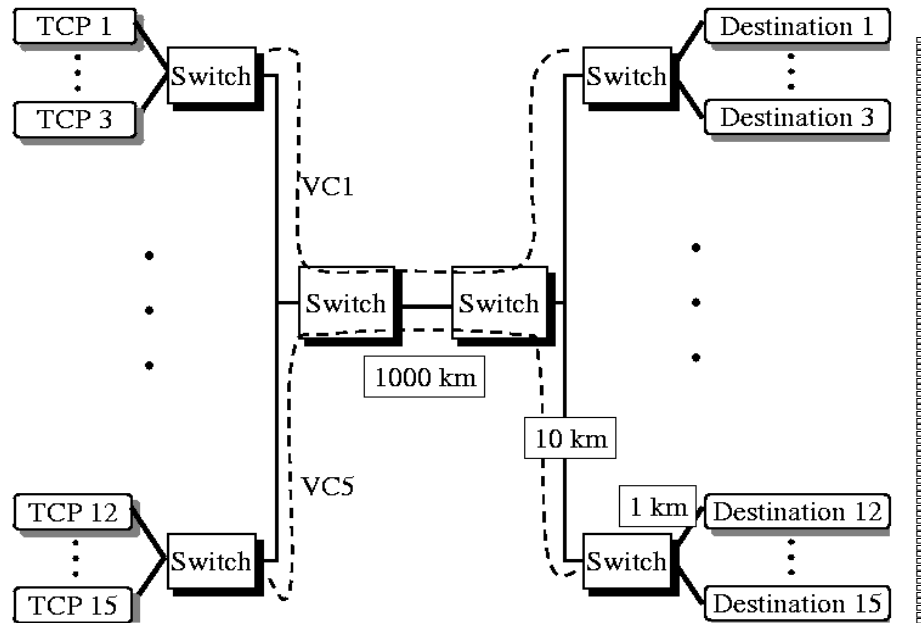 TCP 1
Destination 1
Switch
Switch
TCP 3
Destination 3
VC1
Switch
Switch
1000 km
10 km
VC5
1 km
TCP 12
Destination 12
Switch
Switch
TCP 15
Destination 15